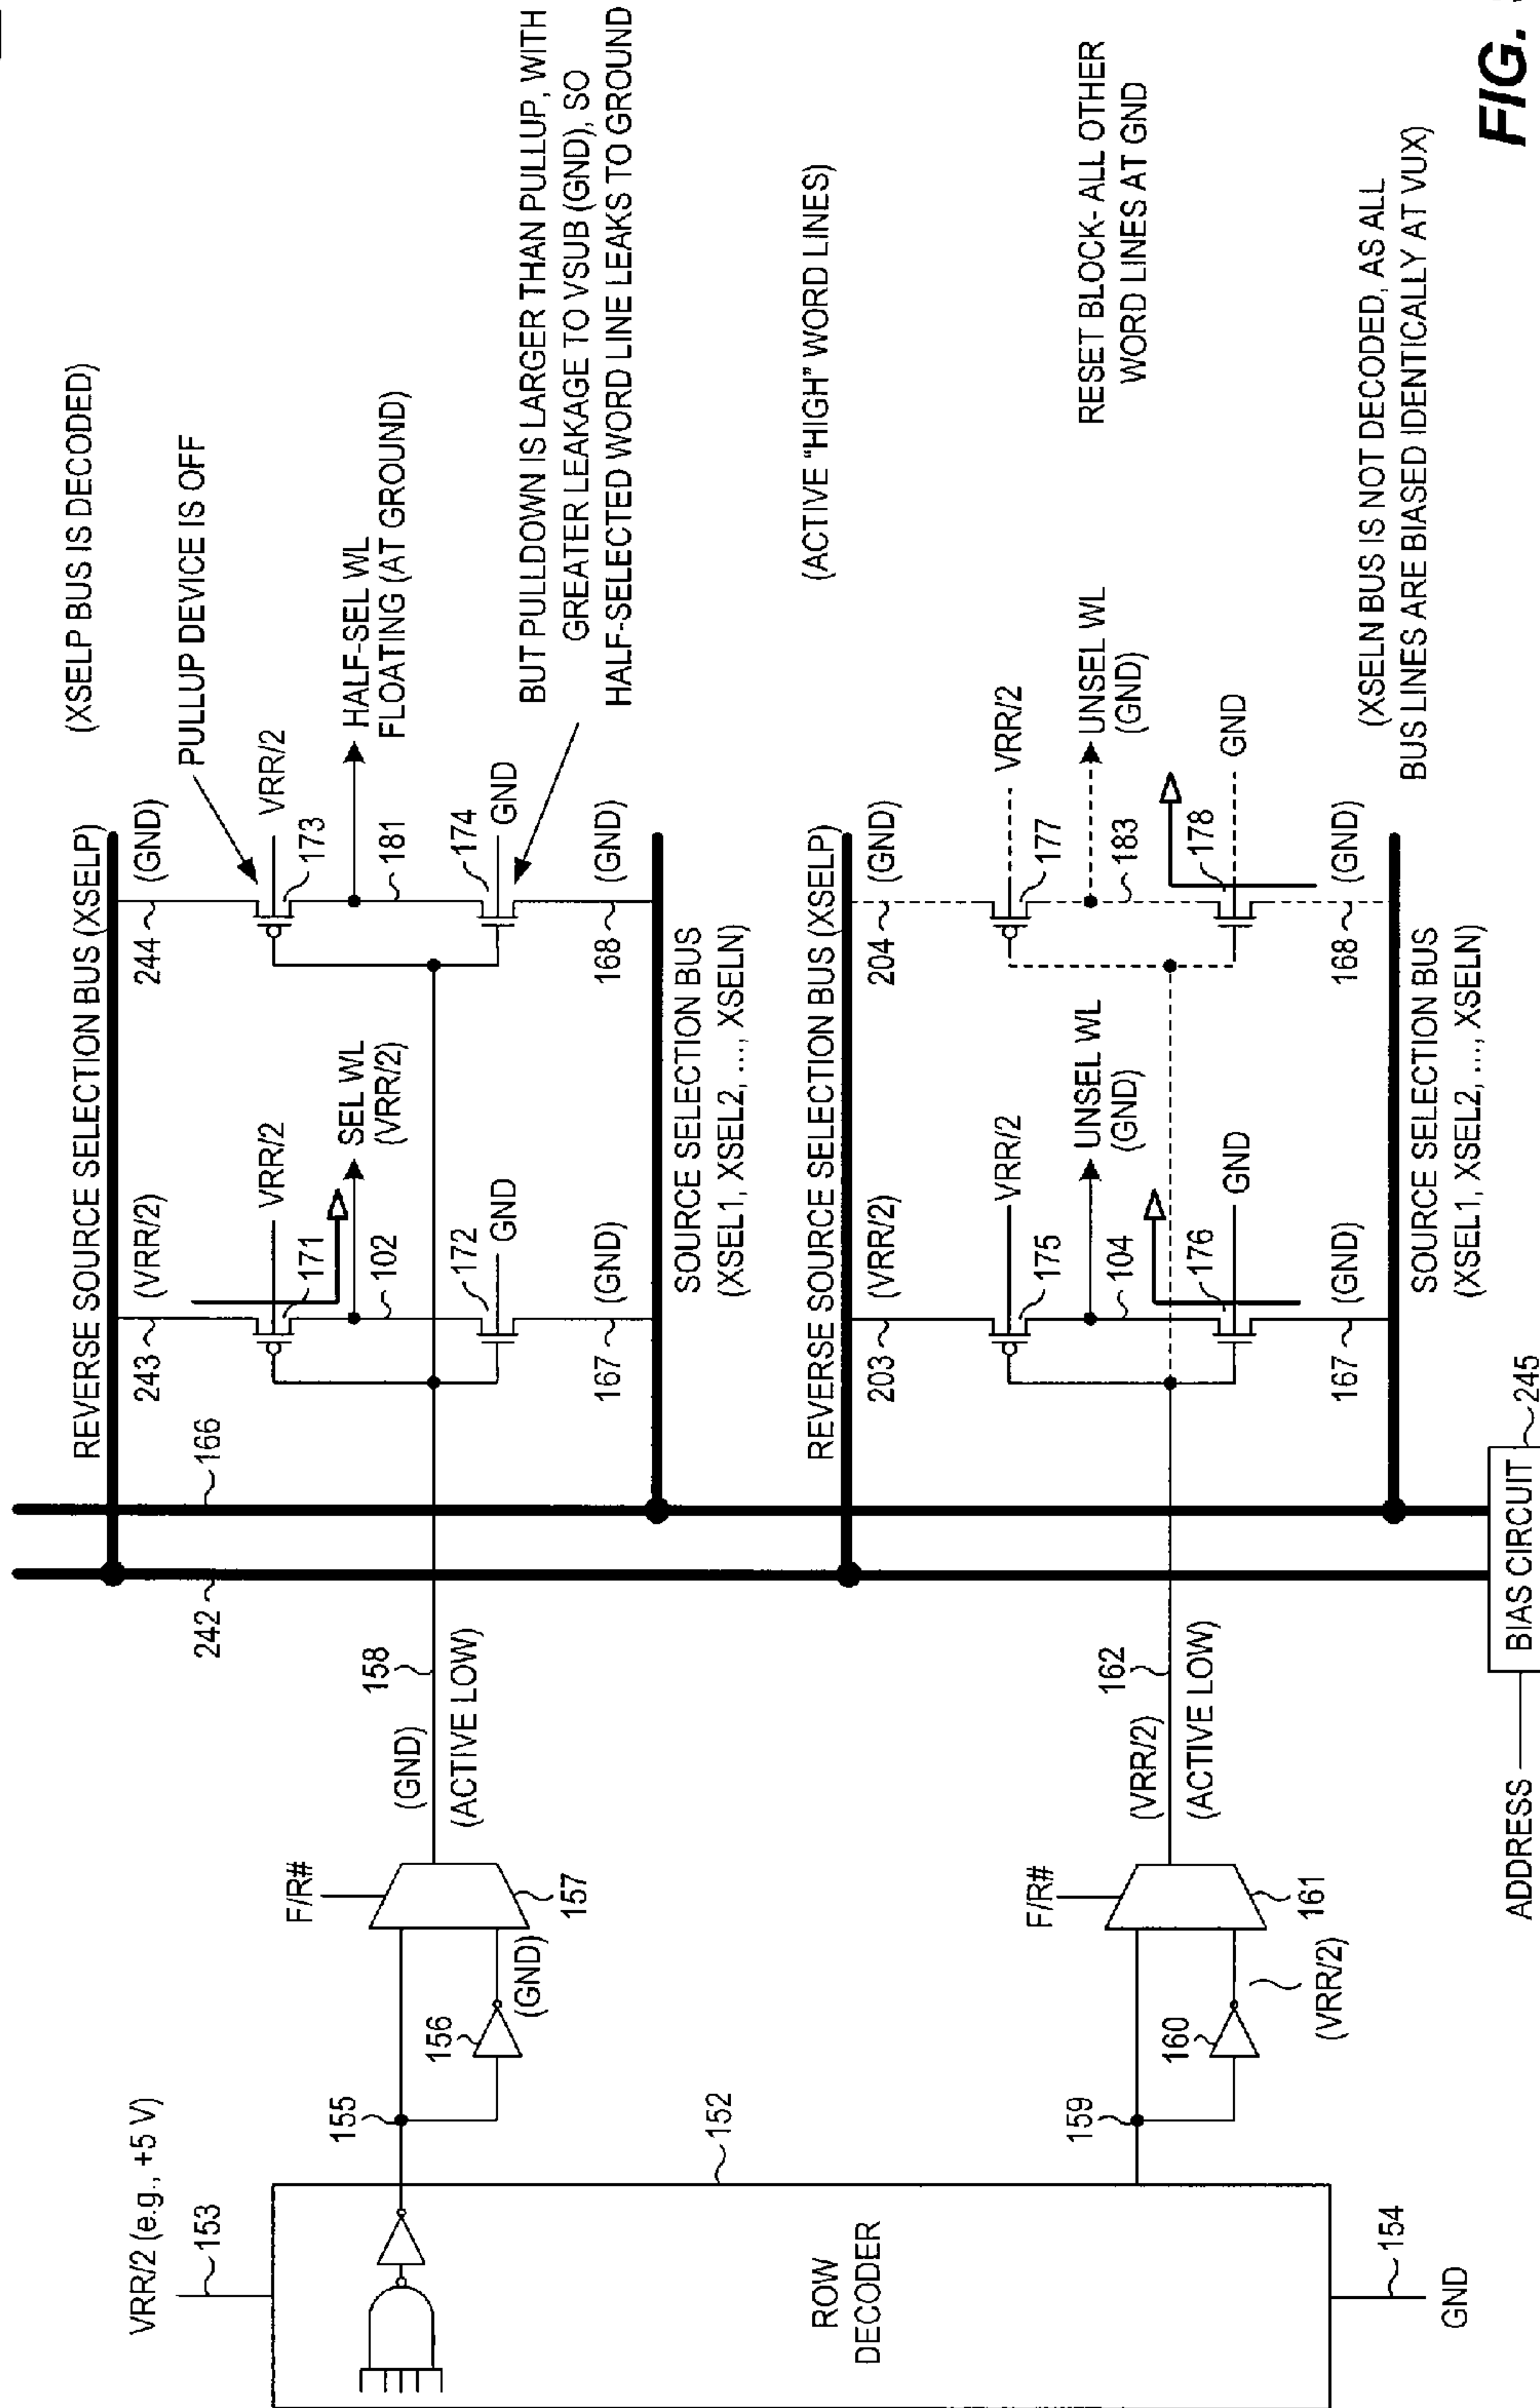 (XSELP BUS IS DECODED)
REVERSE SOURCE SELECTION BUS (XSELP)
PULLUP DEVICE IS OFF
243
(VRR/2)
244
(GND)
VRR/2
VRR/2
171
173
SEL WL
(VRR/2)
HALF-SEL WL
FLOATING (AT GROUND)
102
181
172
174
GND
GND
BUT PULLDOWN IS LARGER THAN PULLUP, WITH
GREATER LEAKAGE TO VSUB (GND), SO
HALF-SELECTED WORD LINE LEAKS TO GROUND
167
(GND)
168
(GND)
SOURCE SELECTION BUS
(XSEL1, XSEL2, ..., XSELN)
166
242
VRR/2 (e.g., +5 V)
153
155
F/R#
156
(GND)
157
(GND)
158
(ACTIVE LOW)
152
ROW
DECODER
(ACTIVE "HIGH" WORD LINES)
REVERSE SOURCE SELECTION BUS (XSELP)
203
(VRR/2)
204
(GND)
VRR/2
VRR/2
175
177
UNSEL WL
(GND)
UNSEL WL
(GND)
104
183
176
178
GND
GND
RESET BLOCK- ALL OTHER
WORD LINES AT GND
167
(GND)
168
(GND)
SOURCE SELECTION BUS
(XSEL1, XSEL2, ..., XSELN)
(XSELN BUS IS NOT DECODED, AS ALL
BUS LINES ARE BIASED IDENTICALLY AT VUX)
159
F/R#
160
(VRR/2)
161
(VRR/2)
162
(ACTIVE LOW)
154
GND
ADDRESS
BIAS CIRCUIT
245
FIG.